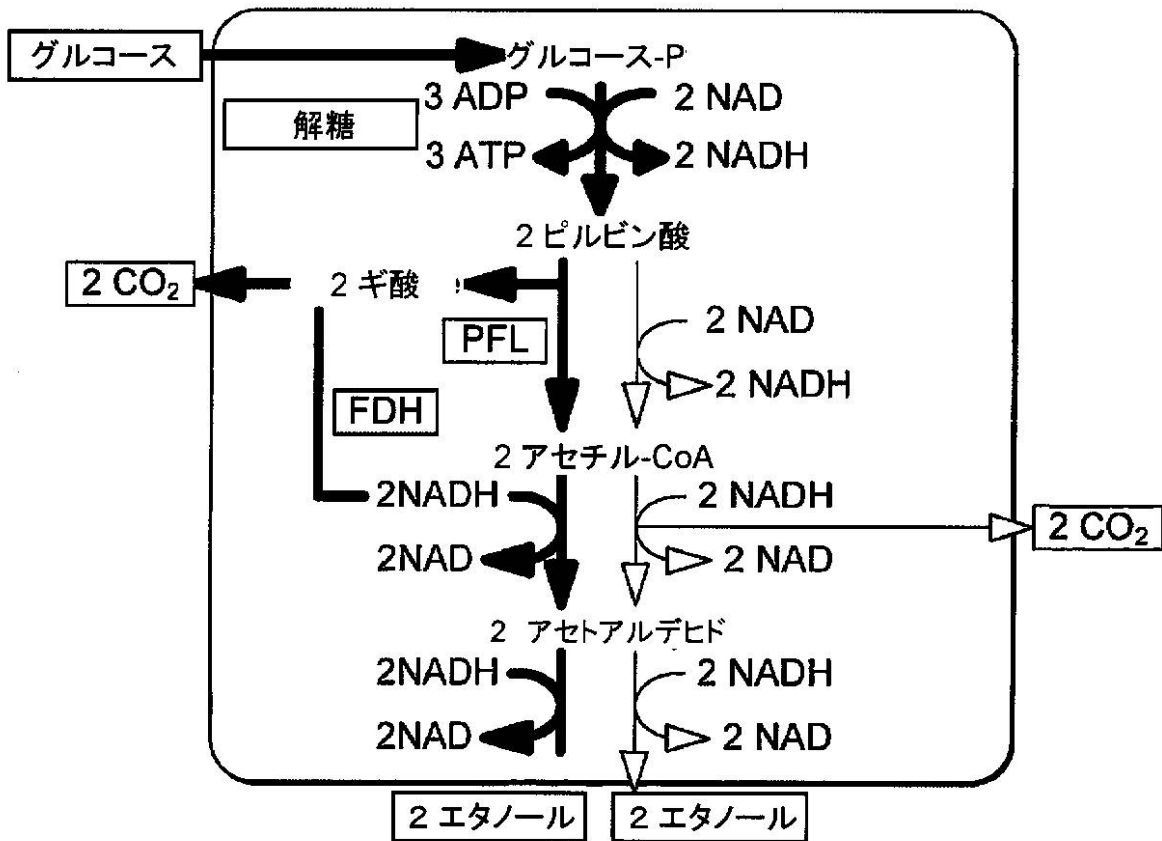 グルコース
グルコース-P
3 ADP
2 NAD
解糖
3 ATP
2 NADH
2 ピルビン酸
2 CO₂
2 ギ酸
PFL
2 NAD
2 NADH
FDH
2 アセチル-CoA
2NADH
2 NADH
2 CO₂
2NAD
2 NAD
2 アセトアルデヒド
2NADH
2 NADH
2NAD
2 NAD
2 エタノール
2 エタノール